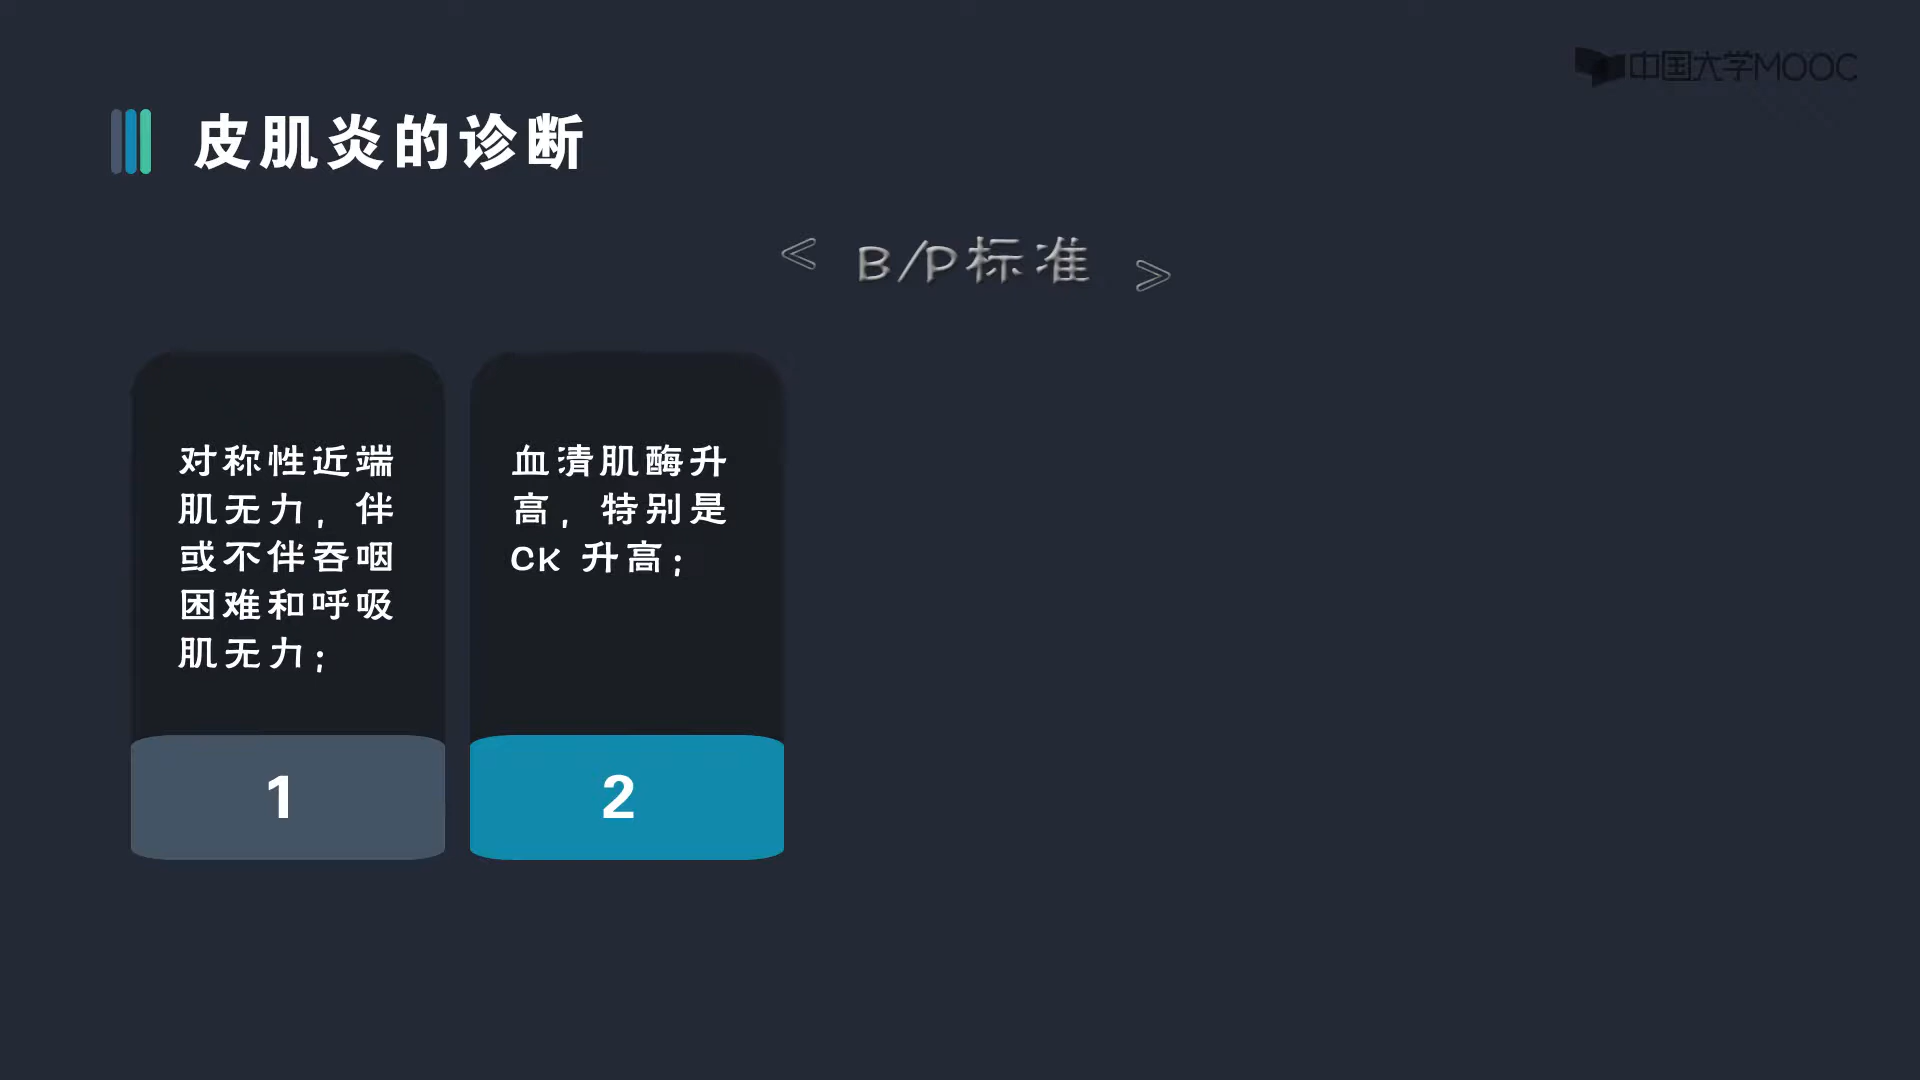 中国大学MOOC
皮肌炎的诊断
< B/P标准 >
对称性近端
肌无力，伴
或不伴吞咽
困难和呼吸
肌无力；
血清肌酶升
高，特别是
CK 升高；
1
2